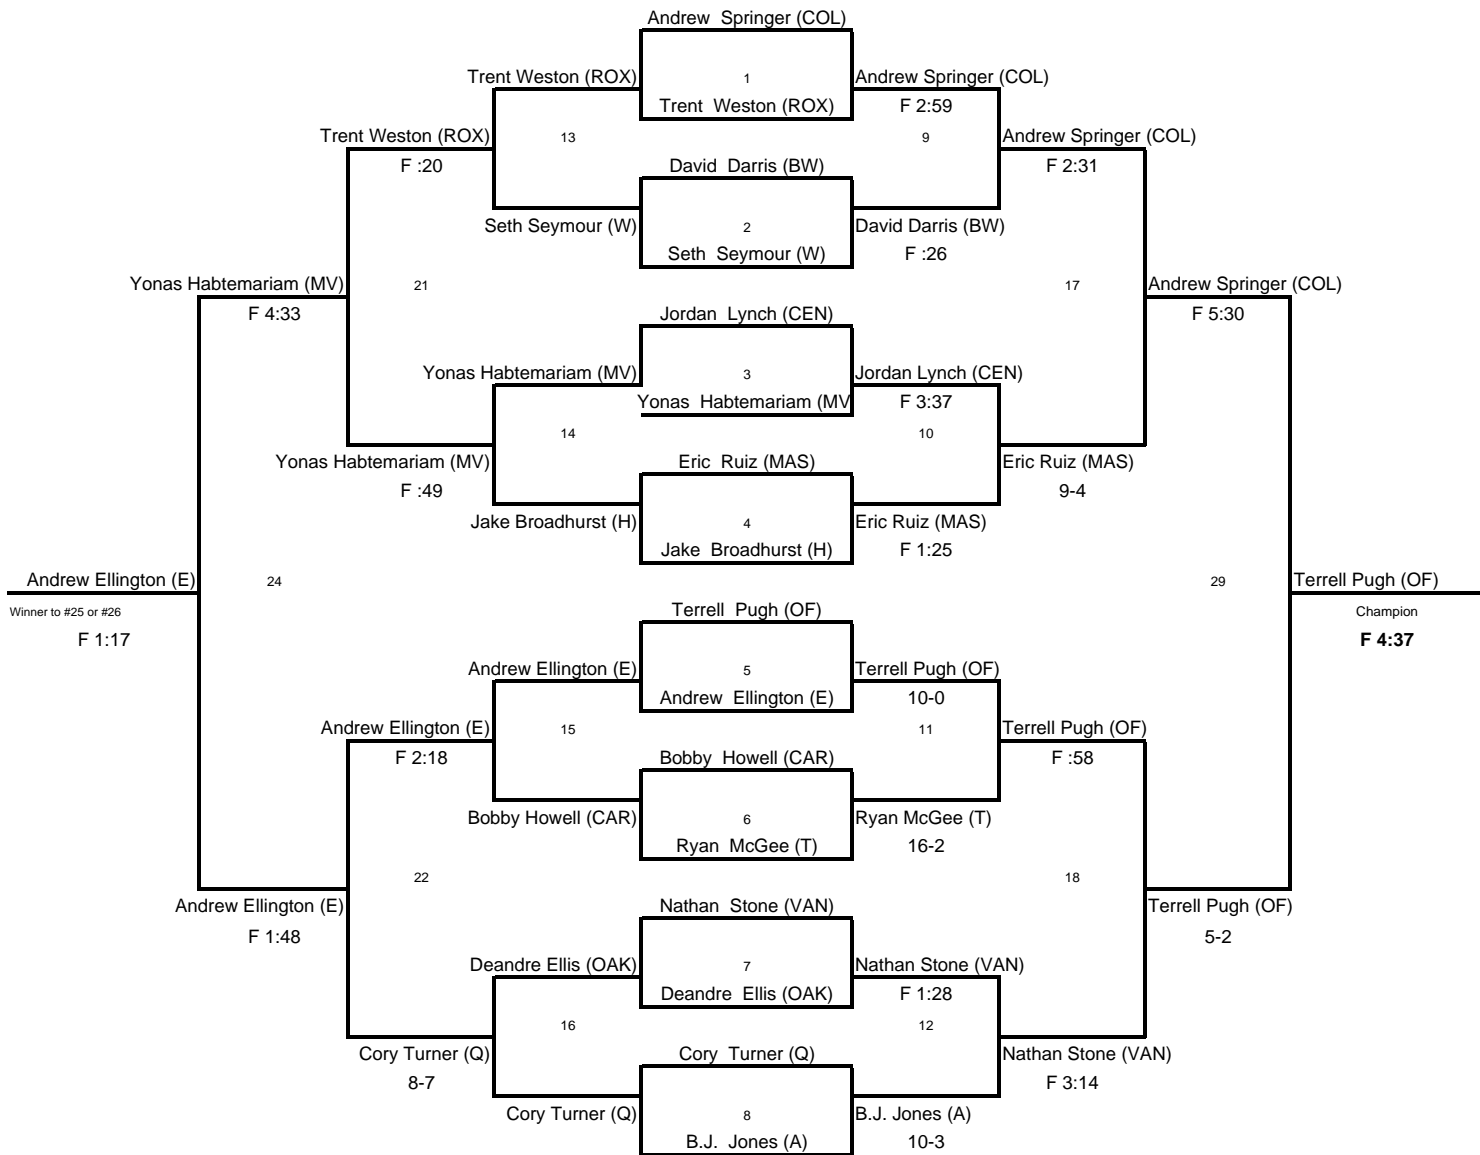 Andrew Springer (COL)
Trent Weston (ROX) 1 Andrew Springer (COL)
Trent Weston (ROX) F 2:59
Trent Weston (ROX) 13 9 Andrew Springer (COL)
F :20 David Darris (BW) F 2:31
Seth Seymour (W) 2 David Darris (BW)
Seth Seymour (W) F :26
Yonas Habtemariam (MV) 21 17 Andrew Springer (COL)
F 4:33 Jordan Lynch (CEN) F 5:30
Yonas Habtemariam (MV) 3 Jordan Lynch (CEN)
Yonas Habtemariam (MV F 3:37
14 10
Yonas Habtemariam (MV) Eric Ruiz (MAS) Eric Ruiz (MAS)
F :49 9-4
Jake Broadhurst (H) 4 Eric Ruiz (MAS)
Jake Broadhurst (H) F 1:25
Andrew Ellington (E) 24 29 Terrell Pugh (OF)
Winner to #25 or #26 Terrell Pugh (OF) Champion
F 1:17 F 4:37
Andrew Ellington (E) 5 Terrell Pugh (OF)
Andrew Ellington (E) 10-0
Andrew Ellington (E) 15 11 Terrell Pugh (OF)
F 2:18 Bobby Howell (CAR) F :58
Bobby Howell (CAR) 6 Ryan McGee (T)
Ryan McGee (T) 16-2
22 18
Andrew Ellington (E) Nathan Stone (VAN) Terrell Pugh (OF)
F 1:48 5-2
Deandre Ellis (OAK) 7 Nathan Stone (VAN)
Deandre Ellis (OAK) F 1:28
16 12
Cory Turner (Q) Cory Turner (Q) Nathan Stone (VAN)
8-7 F 3:14
Cory Turner (Q) 8 B.J. Jones (A)
B.J. Jones (A) 10-3